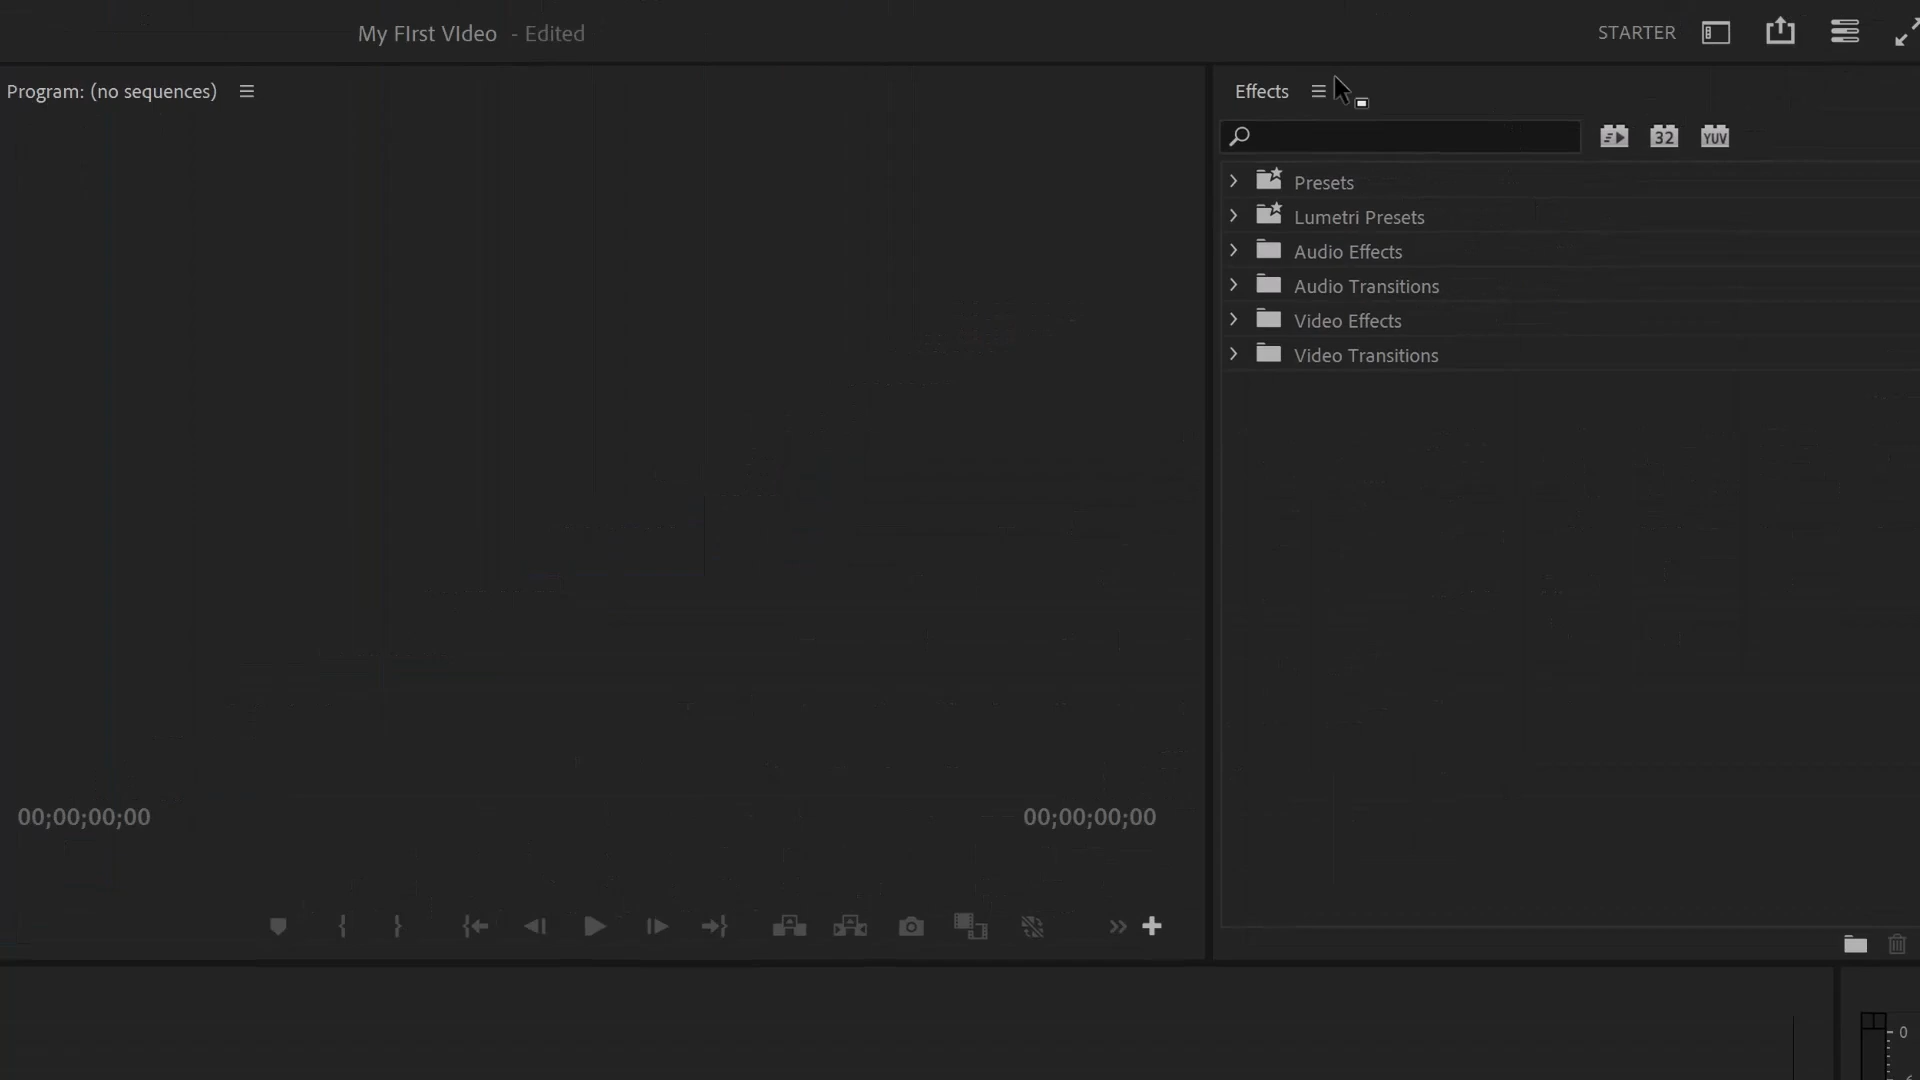 My FIrst VIdeo - Edited
STARTER
Program: (no sequences)
Effects
32
YUV
Presets
Lumetri Presets
Audio Effects
Audio Transitions
Video Effects
Video Transitions
00;00;00;00
00;00;00;00
0